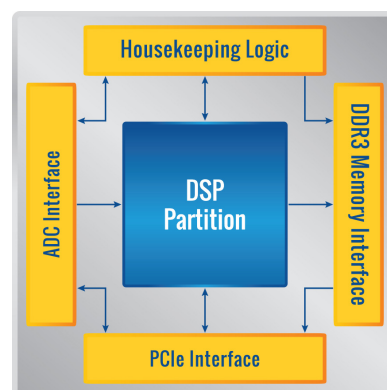 Housekeeping Logic
ADC Interface
DSP
Partition
DDR3 Memory Interface
PCIe Interface